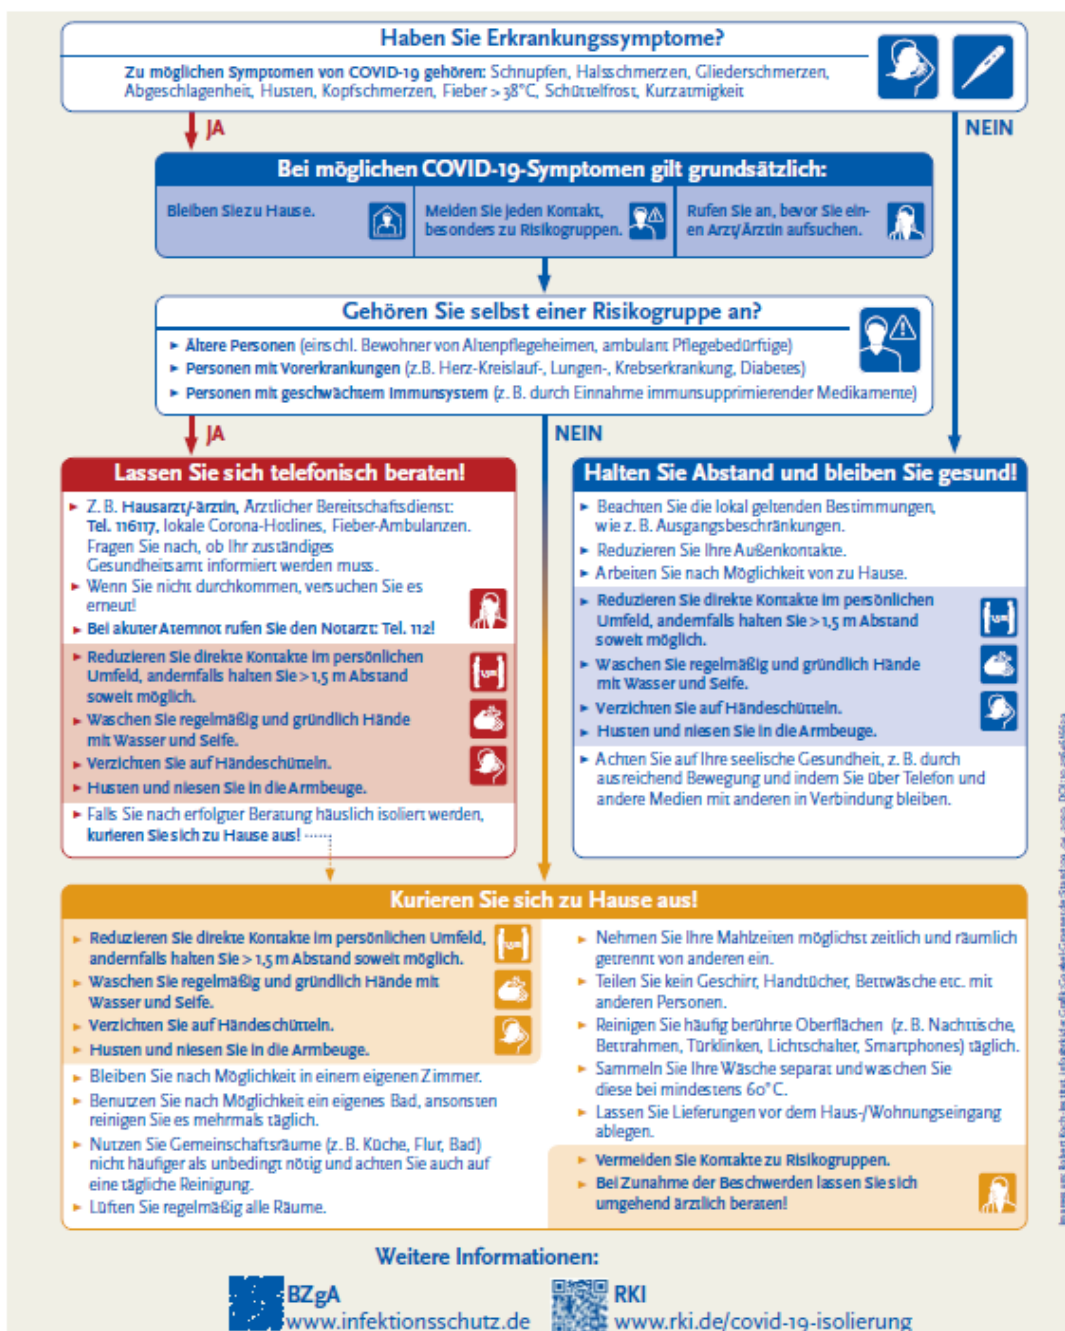 Haben Sie Erkrankungssymptome?
Zu möglichen Symptomen von COVID-19 gehören: Schnupfen, Halsschmerzen, Gliederschmerzen,
Abgeschlagenheit, Husten, Kopfschmerzen, Fieber > 38°C, Schüttelfrost, Kurzatmigkeit
JA
NEIN
Bei möglichen COVID-19-Symptomen gilt grundsätzlich:
Bleiben Sie zu Hause.
Meiden Sie jeden Kontakt,
besonders zu Risikogruppen.
Rufen Sie an, bevor Sie ein-
en Arzt/Ärztin aufsuchen.
Gehören Sie selbst einer Risikogruppe an?
► Ältere Personen (einschl. Bewohner von Altenpflegeheimen, ambulant Pflegebedürftige)
► Personen mit Vorerkrankungen (z.B. Herz-Kreislauf-, Lungen-, Krebserkrankung, Diabetes)
► Personen mit geschwächtem Immunsystem (z. B. durch Einnahme immunsupprimierender Medikamente)
JA
NEIN
Lassen Sie sich telefonisch beraten!
► Z. B. Hausarzt/-ärztin, Ärztlicher Bereitschaftsdienst:
Tel. 116117, lokale Corona-Hotlines, Fieber-Ambulanzen.
Fragen Sie nach, ob Ihr zuständiges
Gesundheitsamt informiert werden muss.
► Wenn Sie nicht durchkommen, versuchen Sie es
erneut!
► Bei akuter Atemnot rufen Sie den Notarzt: Tel. 112!
► Reduzieren Sie direkte Kontakte im persönlichen
Umfeld, andernfalls halten Sie > 1,5 m Abstand
soweit möglich.
► Waschen Sie regelmäßig und gründlich Hände
mit Wasser und Seife.
► Verzichten Sie auf Händeschütteln.
► Husten und niesen Sie in die Armbeuge.
► Falls Sie nach erfolgter Beratung häuslich isoliert werden,
kurieren Sie sich zu Hause aus! ......
Halten Sie Abstand und bleiben Sie gesund!
► Beachten Sie die lokal geltenden Bestimmungen,
wie z. B. Ausgangsbeschränkungen.
► Reduzieren Sie Ihre Außenkontakte.
► Arbeiten Sie nach Möglichkeit von zu Hause.
► Reduzieren Sie direkte Kontakte im persönlichen
Umfeld, andernfalls halten Sie > 1,5 m Abstand
soweit möglich.
► Waschen Sie regelmäßig und gründlich Hände
mit Wasser und Seife.
► Verzichten Sie auf Händeschütteln.
► Husten und niesen Sie in die Armbeuge.
► Achten Sie auf Ihre seelische Gesundheit, z. B. durch
ausreichend Bewegung und indem Sie über Telefon und
andere Medien mit anderen in Verbindung bleiben.
Kurieren Sie sich zu Hause aus!
► Reduzieren Sie direkte Kontakte im persönlichen Umfeld,
andernfalls halten Sie > 1,5 m Abstand soweit möglich.
► Waschen Sie regelmäßig und gründlich Hände mit
Wasser und Seife.
► Verzichten Sie auf Händeschütteln.
► Husten und niesen Sie in die Armbeuge.
► Bleiben Sie nach Möglichkeit in einem eigenen Zimmer.
► Benutzen Sie nach Möglichkeit ein eigenes Bad, ansonsten
reinigen Sie es mehrmals täglich.
► Nutzen Sie Gemeinschaftsräume (z. B. Küche, Flur, Bad)
nicht häufiger als unbedingt nötig und achten Sie auch auf
eine tägliche Reinigung.
► Lüften Sie regelmäßig alle Räume.
► Nehmen Sie Ihre Mahlzeiten möglichst zeitlich und räumlich
getrennt von anderen ein.
► Teilen Sie kein Geschirr, Handtücher, Bettwäsche etc. mit
anderen Personen.
► Reinigen Sie häufig berührte Oberflächen (z. B. Nachttische,
Bettrahmen, Türklinken, Lichtschalter, Smartphones) täglich.
► Sammeln Sie Ihre Wäsche separat und waschen Sie
diese bei mindestens 60°C.
► Lassen Sie Lieferungen vor dem Haus-/Wohnungseingang
ablegen.
► Vermeiden Sie Kontakte zu Risikogruppen.
► Bei Zunahme der Beschwerden lassen Sie sich
umgehend ärztlich beraten!
Weitere Informationen:
BZgA
www.infektionsschutz.de
RKI
www.rki.de/covid-19-isolierung